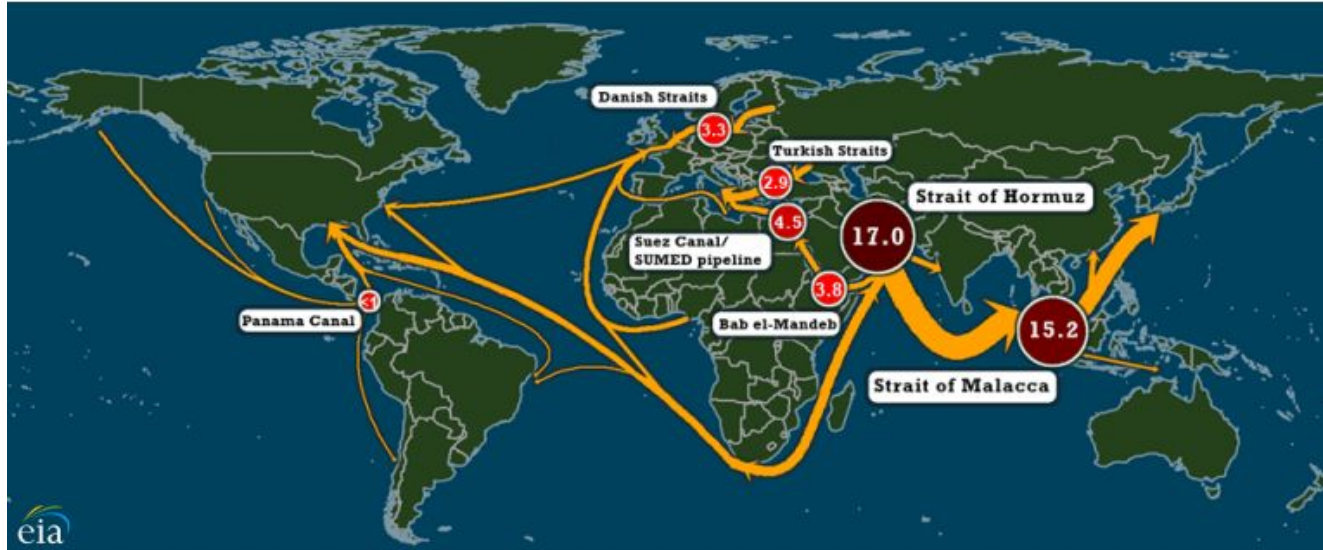 Danish Straits
3.3
Turkish Straits
2.9
Strait of Hormuz
17.0
4.5
Suez Canal/
SUMED pipeline
3.8
Bab el-Mandeb
<1
Panama Canal
15.2
Strait of Malacca
eia